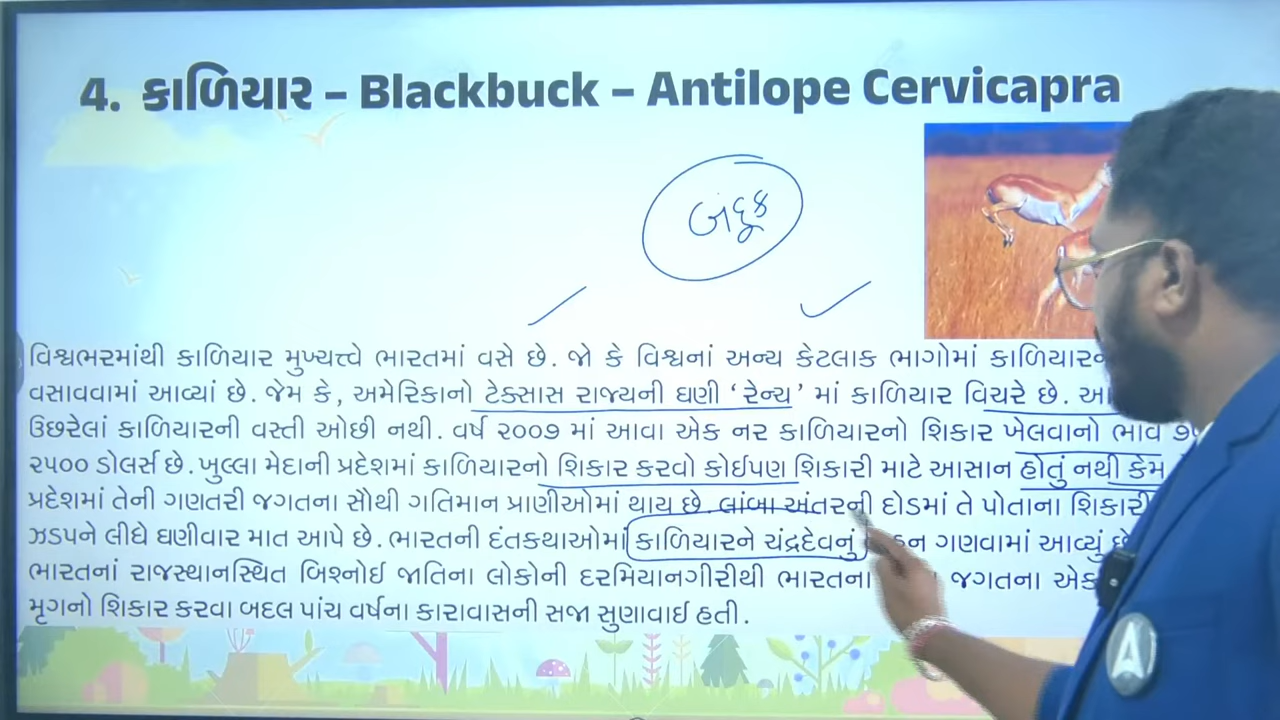 4. કાળિયાર – Blackbuck – Antilope Cervicapra
બંદૂક
વિશ્વભરમાંથી કાળિયાર મુખ્યત્ત્વે ભારતમાં વસે છે. જો કે વિશ્વનાં અન્ય કેટલાક ભાગોમાં
વસાવવામાં આવ્યાં છે. જેમ કે, અમેરિકાનો ટેક્સાસ રાજ્યની ઘણી ‘રેન્ય’ માં કાળિયાર વિચરે છે.
ઉછરેલાં કાળિયારની વસ્તી ઓછી નથી. વર્ષ ૨૦૦૭ માં આવા એક નર કાળિયારનો શિકાર ખેલવાનો ભાવ
૨૫૦૦ ડોલર્સ છે. ખુલ્લા મેદાની પ્રદેશમાં કાળિયારનો શિકાર કરવો કોઈપણ શિકારી માટે આસાન હોતું નથી કેમ
પ્રદેશમાં તેની ગણતરી જગતના સૌથી ગતિમાન પ્રાણીઓમાં થાય છે. લાંબા અંતરની દોડમાં તે પોતાના શિકારી
ઝડપને લીધે ઘણીવાર માત આપે છે. ભારતની દંતકથાઓમાં કાળિયારને ચંદ્રદેવનું ગણવામાં આવ્યું
ભારતનાં રાજસ્થાનસ્થિત બિશ્નોઈ જાતિના લોકોની દરમિયાનગીરીથી ભારતના જગતના એક
મૃગનો શિકાર કરવા બદલ પાંચ વર્ષના કારાવાસની સજા સુણાવાઈ હતી.